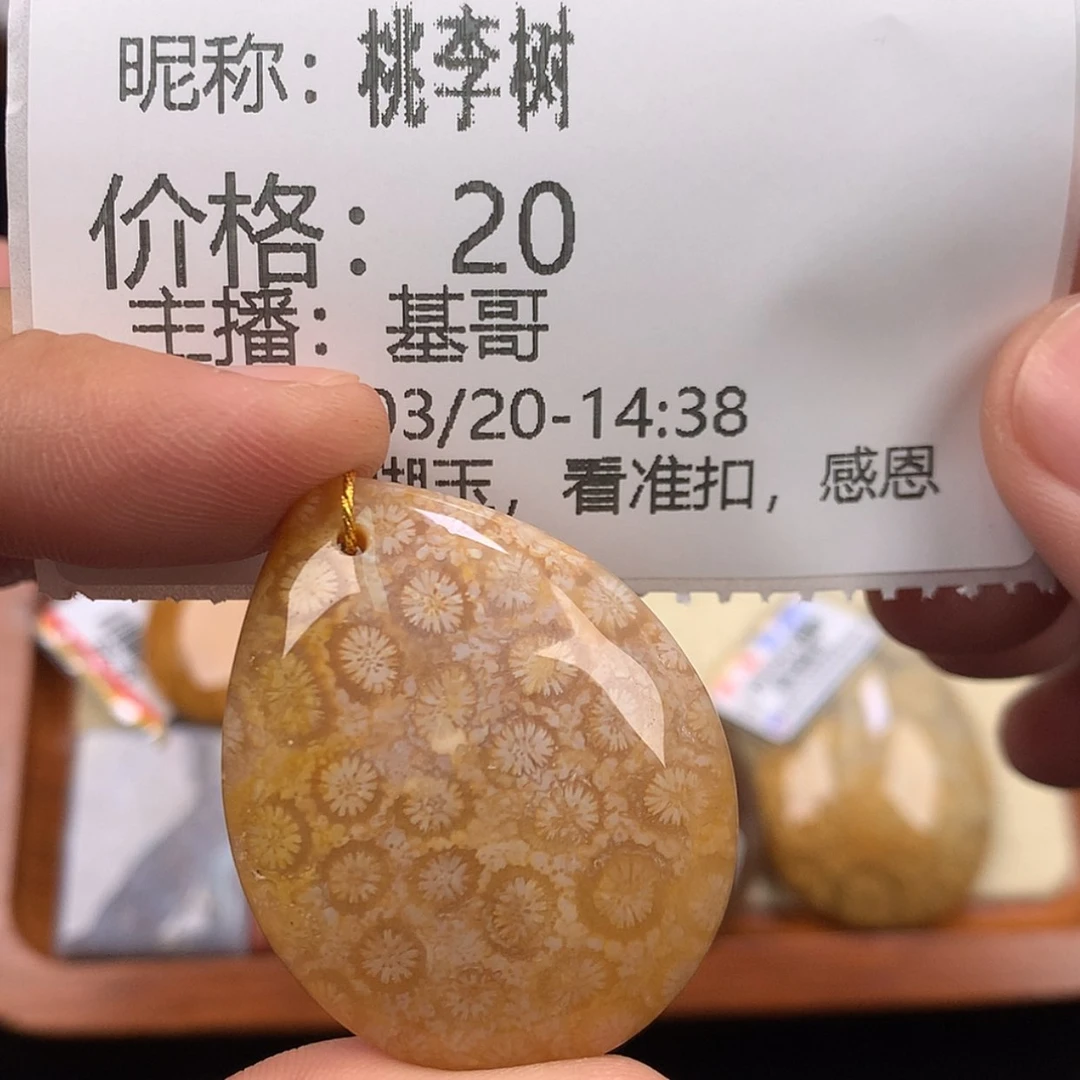 昵称：桃李树
价格：20
主播：基哥
03/20-14:38
湖玉，看准扣，感恩